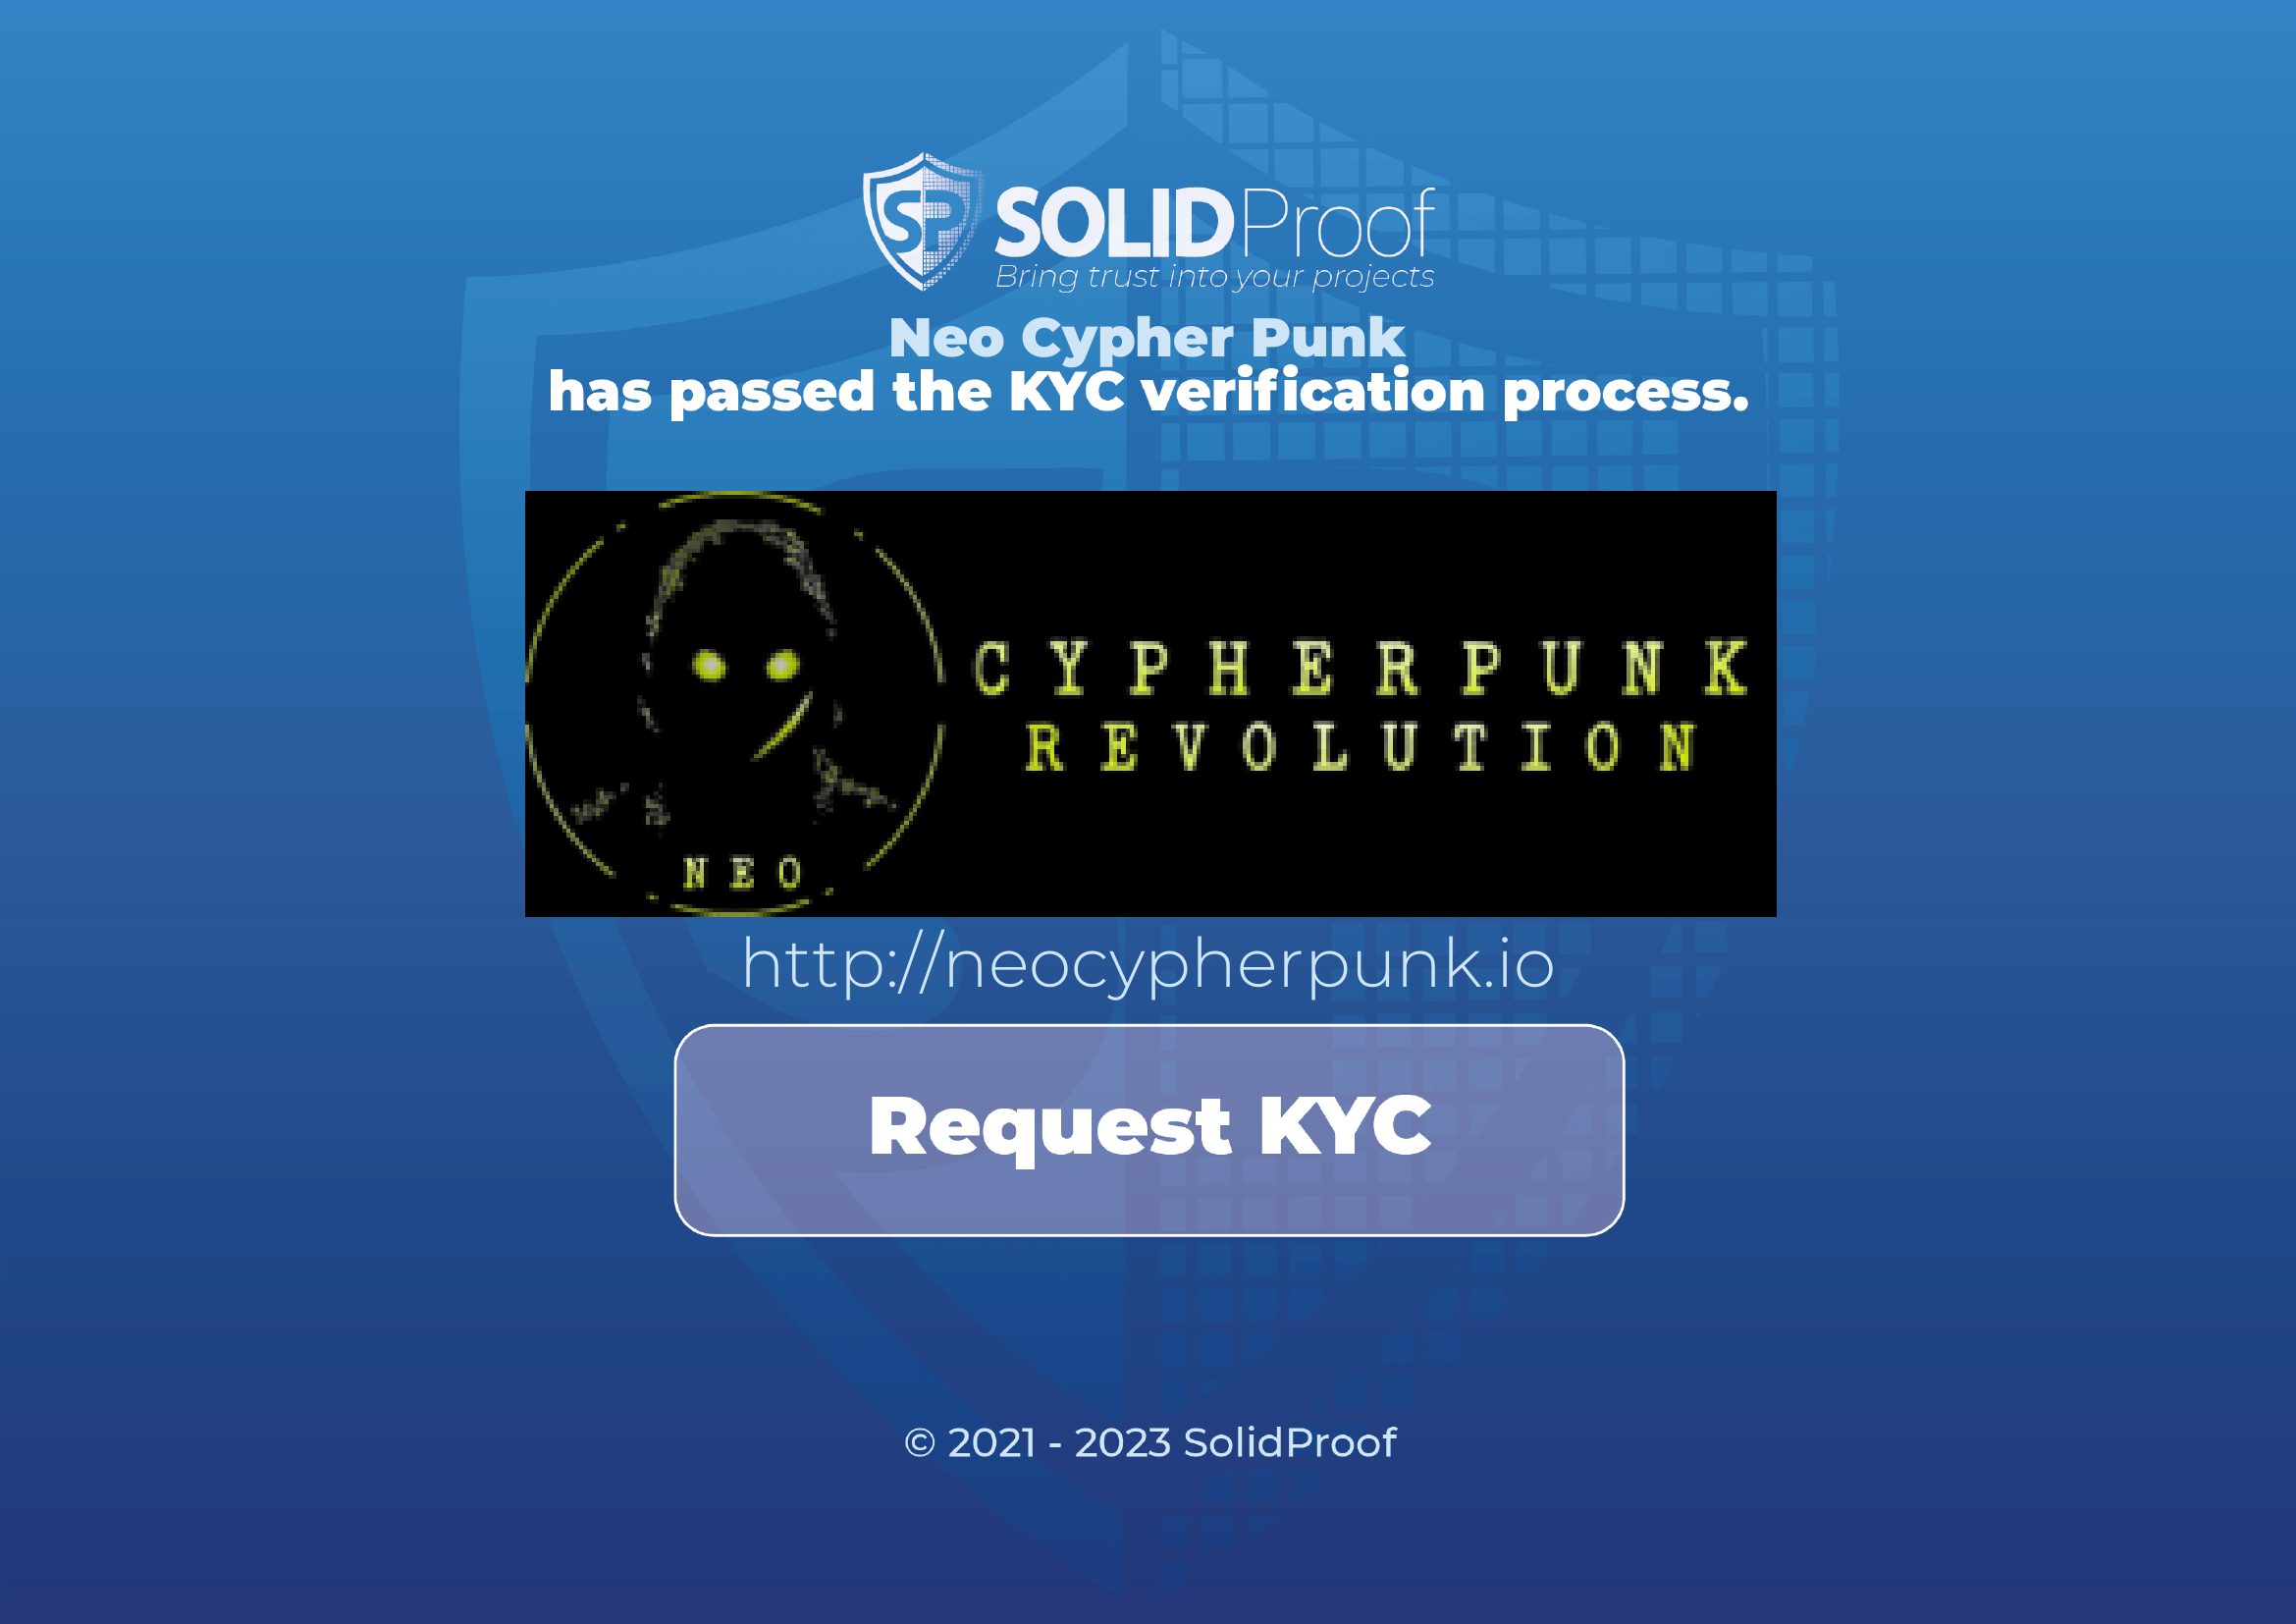 SP SOLIDProof
Bring trust into your projects
Neo Cypher Punk
has passed the KYC verification process.
CYPHERPUNK
REVOLUTION
NEO
http://neocypherpunk.io
Request KYC
© 2021 - 2023 SolidProof